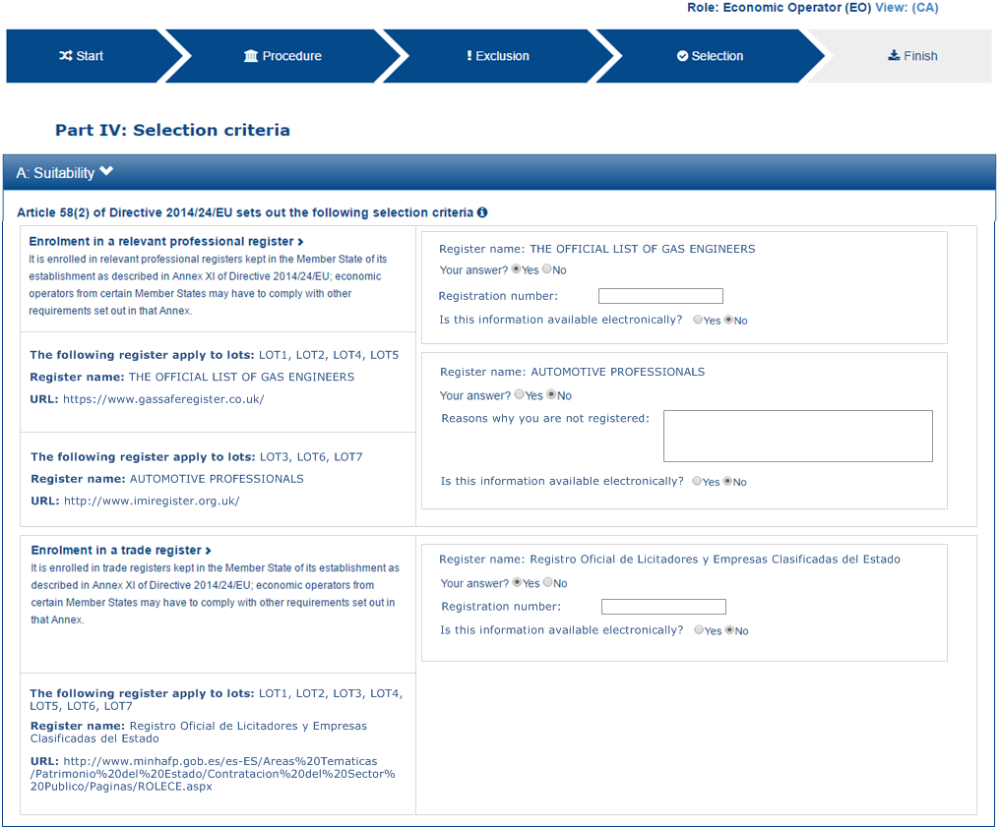 Role: Economic Operator (EO) View: (CA)
Start
Procedure
! Exclusion
Selection
Finish
Part IV: Selection criteria
A: Suitability
Article 58(2) of Directive 2014/24/EU sets out the following selection criteria
Enrolment in a relevant professional register
It is enrolled in relevant professional registers kept in the Member State of its
establishment as described in Annex XI of Directive 2014/24/EU; economic
operators from certain Member States may have to comply with other
requirements set out in that Annex.
The following register apply to lots: LOT1, LOT2, LOT4, LOT5
Register name: THE OFFICIAL LIST OF GAS ENGINEERS
URL: https://www.gassaferegister.co.uk/
The following register apply to lots: LOT3, LOT6, LOT7
Register name: AUTOMOTIVE PROFESSIONALS
URL: http://www.imiregister.org.uk/
Register name: THE OFFICIAL LIST OF GAS ENGINEERS
Your answer? Yes No
Registration number:
Is this information available electronically? Yes No
Register name: AUTOMOTIVE PROFESSIONALS
Your answer? Yes No
Reasons why you are not registered:
Is this information available electronically? Yes No
Enrolment in a trade register
It is enrolled in trade registers kept in the Member State of its establishment as
described in Annex XI of Directive 2014/24/EU; economic operators from
certain Member States may have to comply with other requirements set out in
that Annex.
The following register apply to lots: LOT1, LOT2, LOT3, LOT4,
LOT5, LOT6, LOT7
Register name: Registro Oficial de Licitadores y Empresas
Clasificadas del Estado
URL: http://www.minhafp.gob.es/es-ES/Areas%20Tematicas
/Patrimonio%20del%20Estado/Contratacion%20del%20Sector%
20Publico/Paginas/ROLECE.aspx
Register name: Registro Oficial de Licitadores y Empresas Clasificadas del Estado
Your answer? Yes No
Registration number:
Is this information available electronically? Yes No